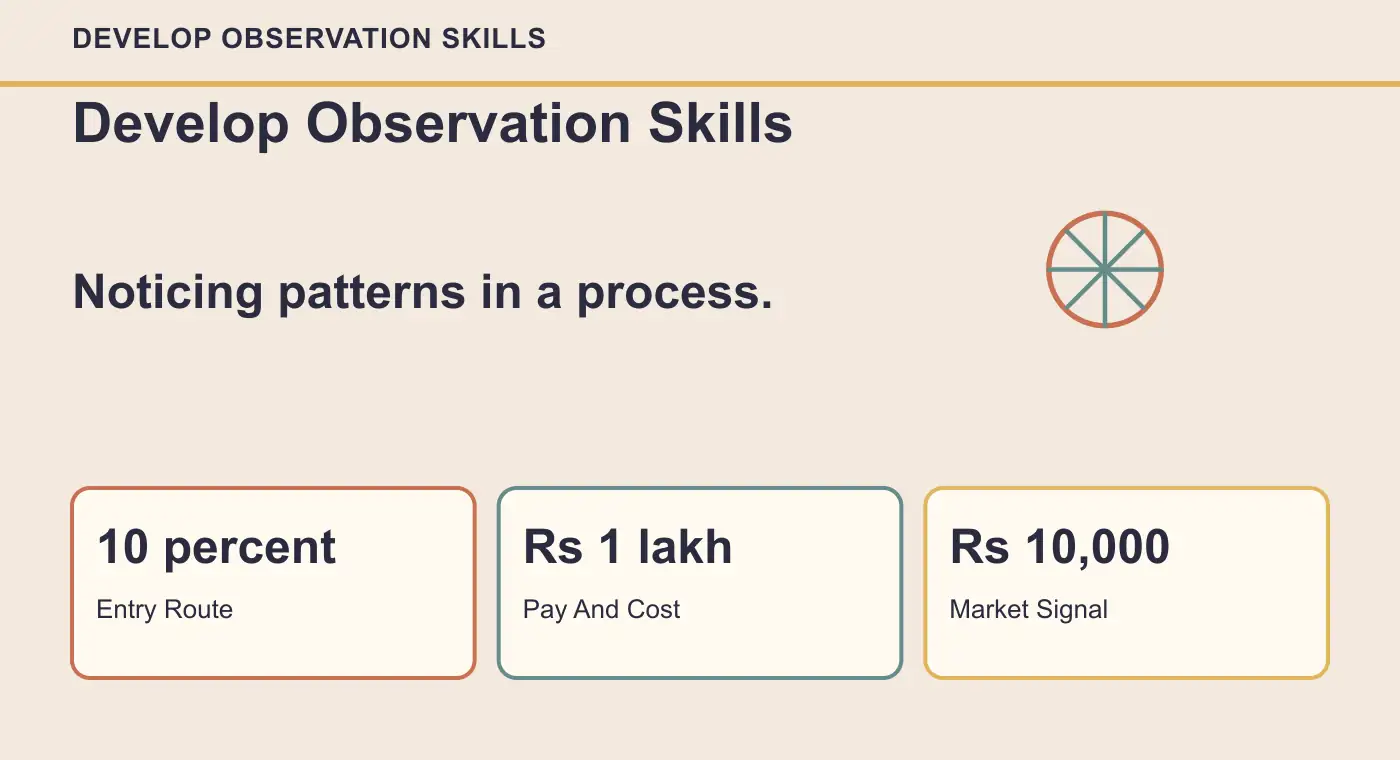 DEVELOP OBSERVATION SKILLS
Develop Observation Skills
Noticing patterns in a process.
10 percent
Entry Route
Rs 1 lakh
Pay And Cost
Rs 10,000
Market Signal